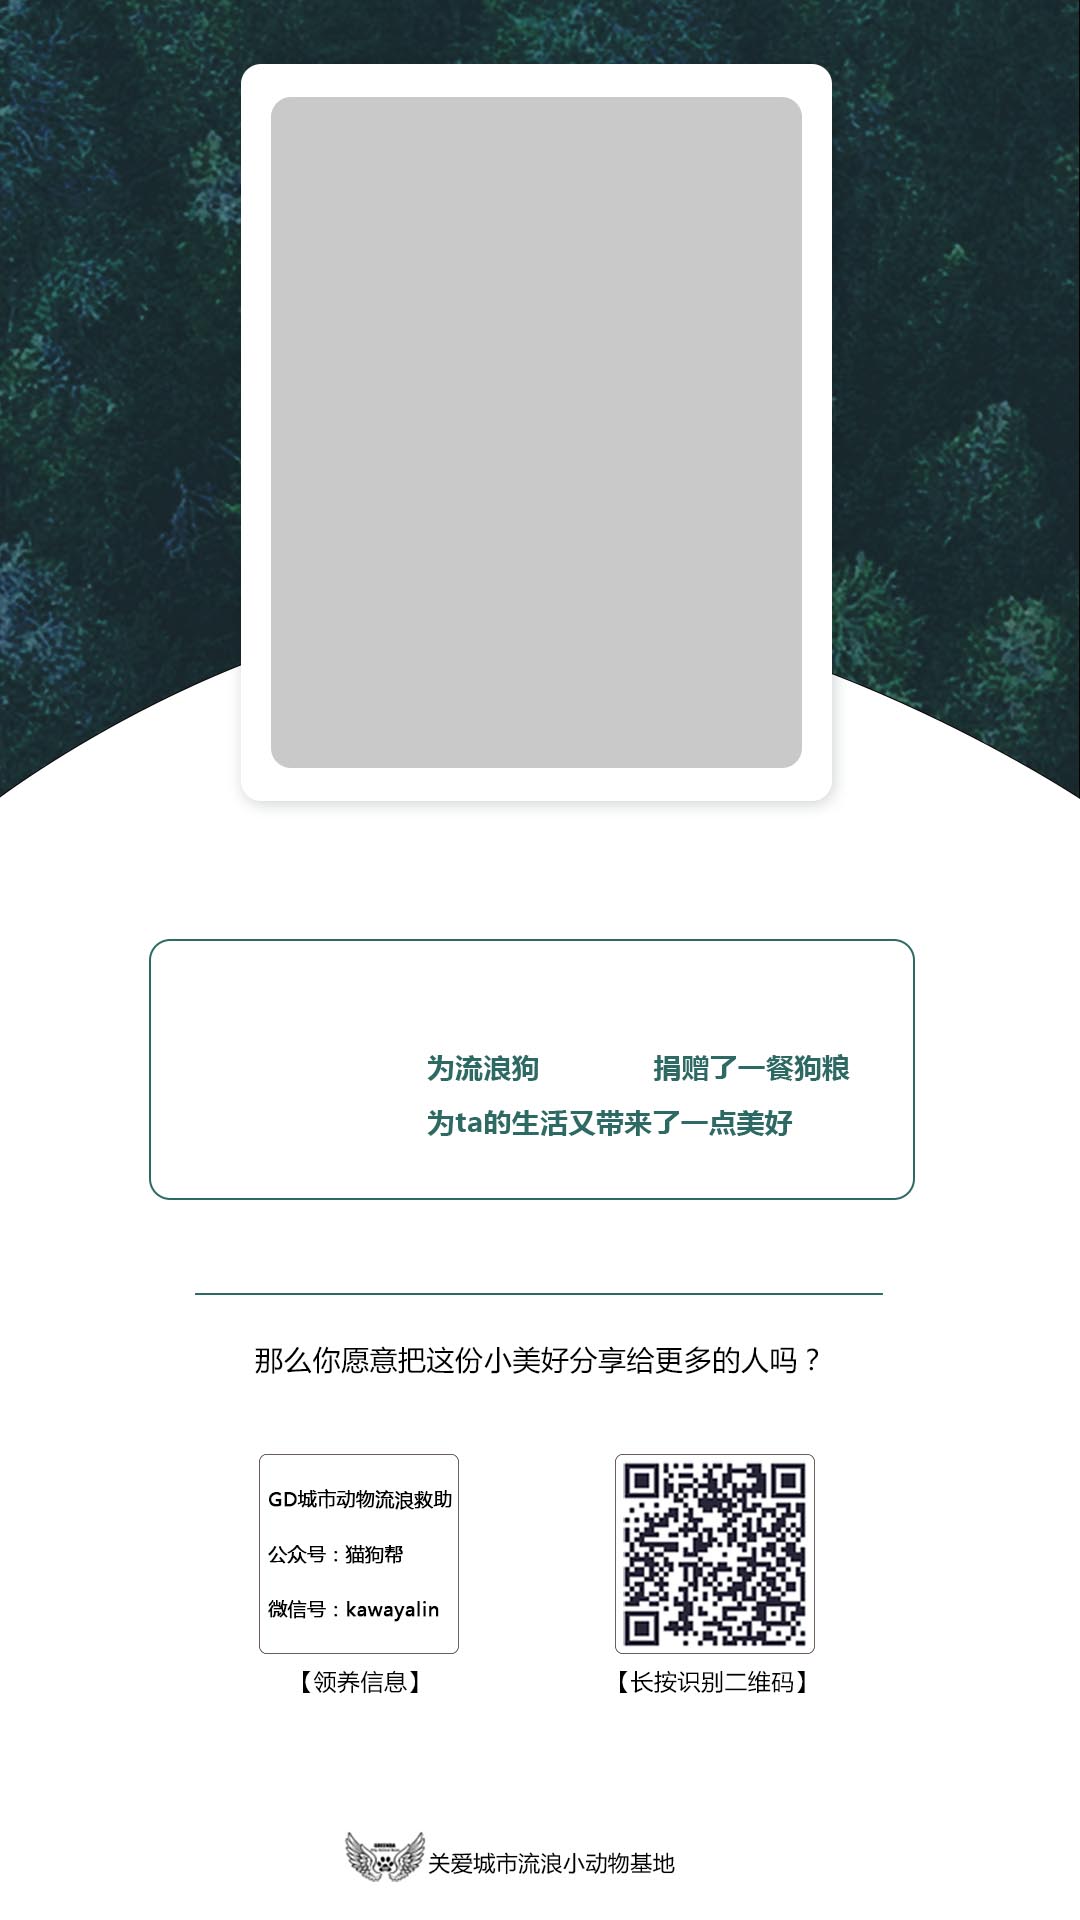 为流浪狗 捐赠了一餐狗粮
为ta的生活又带来了一点美好
那么你愿意把这份小美好分享给更多的人吗？
GD城市动物流浪救助
公众号：猫狗帮
微信号：kawayalin
【领养信息】
【长按识别二维码】
关爱城市流浪小动物基地